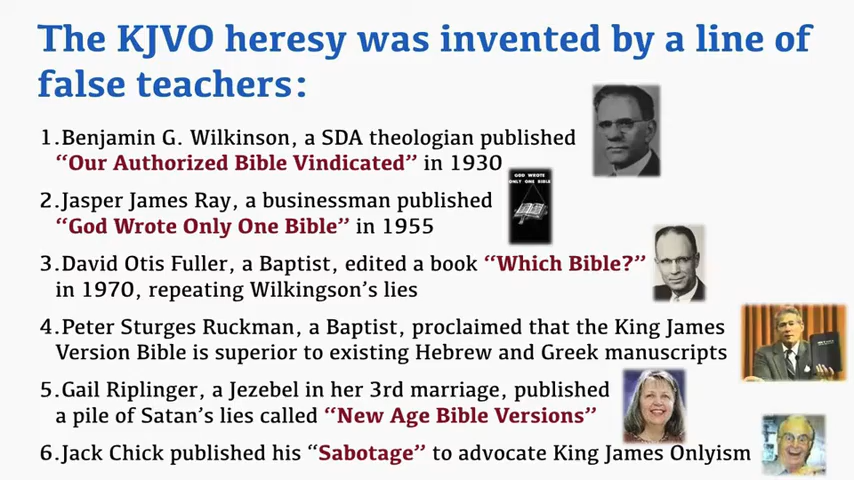 The KJVO heresy was invented by a line of
false teachers:
1.Benjamin G. Wilkinson, a SDA theologian published
“Our Authorized Bible Vindicated” in 1930
GOD WROTE
ONLY ONE BIBLE
2.Jasper James Ray, a businessman published
“God Wrote Only One Bible” in 1955
3.David Otis Fuller, a Baptist, edited a book “Which Bible?”
in 1970, repeating Wilkingson’s lies
4.Peter Sturges Ruckman, a Baptist, proclaimed that the King James
Version Bible is superior to existing Hebrew and Greek manuscripts
5.Gail Riplinger, a Jezebel in her 3rd marriage, published
a pile of Satan’s lies called “New Age Bible Versions”
6.Jack Chick published his “Sabotage” to advocate King James Onlyism